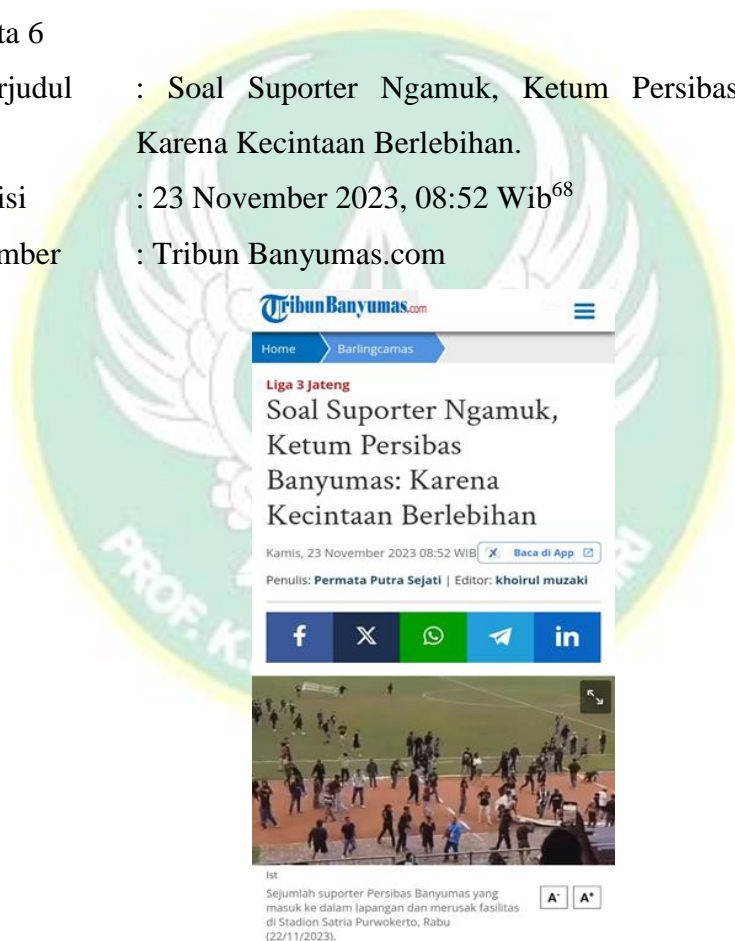 ta 6
rjudul : Soal Suporter Ngamuk, Ketum Persibas
Karena Kecintaan Berlebihan.
isi : 23 November 2023, 08:52 Wib68
mber : Tribun Banyumas.com
TribunBanyumas.com
Home Barlingcamas
Liga 3 Jateng
Soal Suporter Ngamuk,
Ketum Persibas
Banyumas: Karena
Kecintaan Berlebihan
Kamis, 23 November 2023 08:52 WIB Baca di App
Penulis: Permata Putra Sejati | Editor: khoirul muzaki
f X in
Ist
Sejumlah suporter Persibas Banyumas yang
masuk ke dalam lapangan dan merusak fasilitas
di Stadion Satria Purwokerto, Rabu
(22/11/2023).
A- A+
PROF. K.